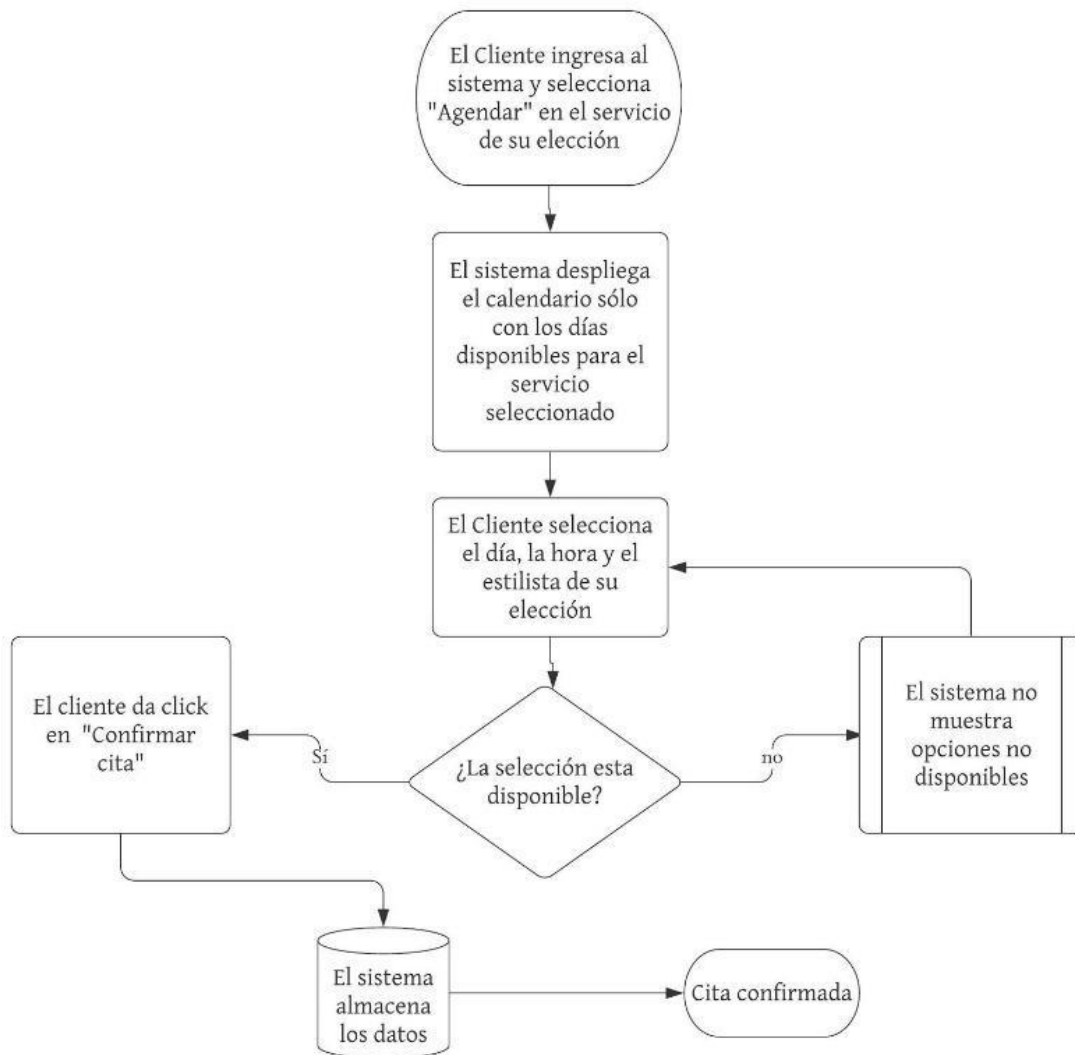 El Cliente ingresa al
sistema y selecciona
"Agendar" en el servicio
de su elección
El sistema despliega
el calendario sólo
con los días
disponibles para el
servicio
seleccionado
El Cliente selecciona
el día, la hora y el
estilista de su
elección
El cliente da click
en "Confirmar
cita"
Sí
¿La selección esta
disponible?
no
El sistema no
muestra
opciones no
disponibles
El sistema
almacena
los datos
Cita confirmada